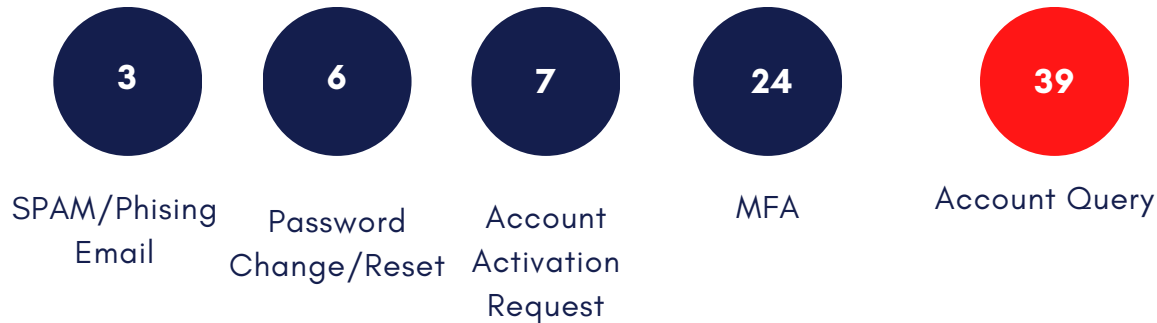 3
SPAM/Phising
Email
6
Password
Change/Reset
7
Account
Activation
Request
24
MFA
39
Account Query